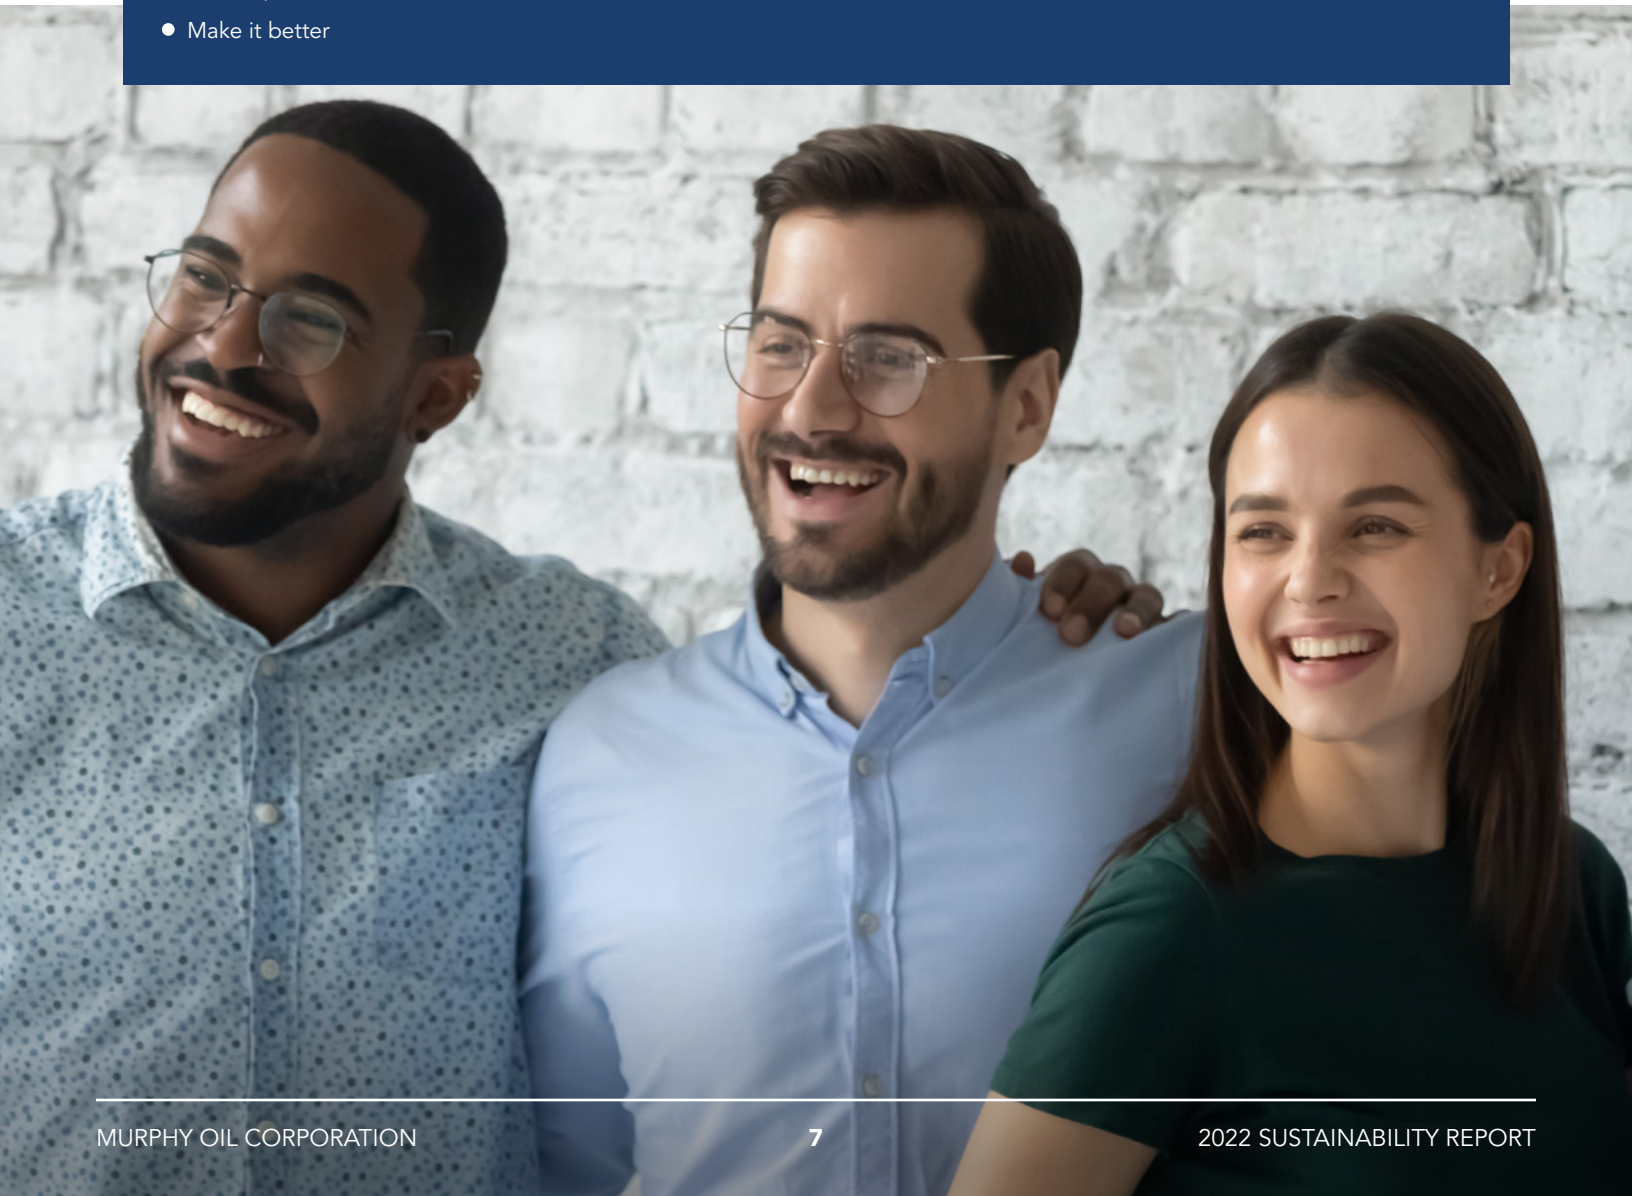 Make it better
MURPHY OIL CORPORATION
7
2022 SUSTAINABILITY REPORT